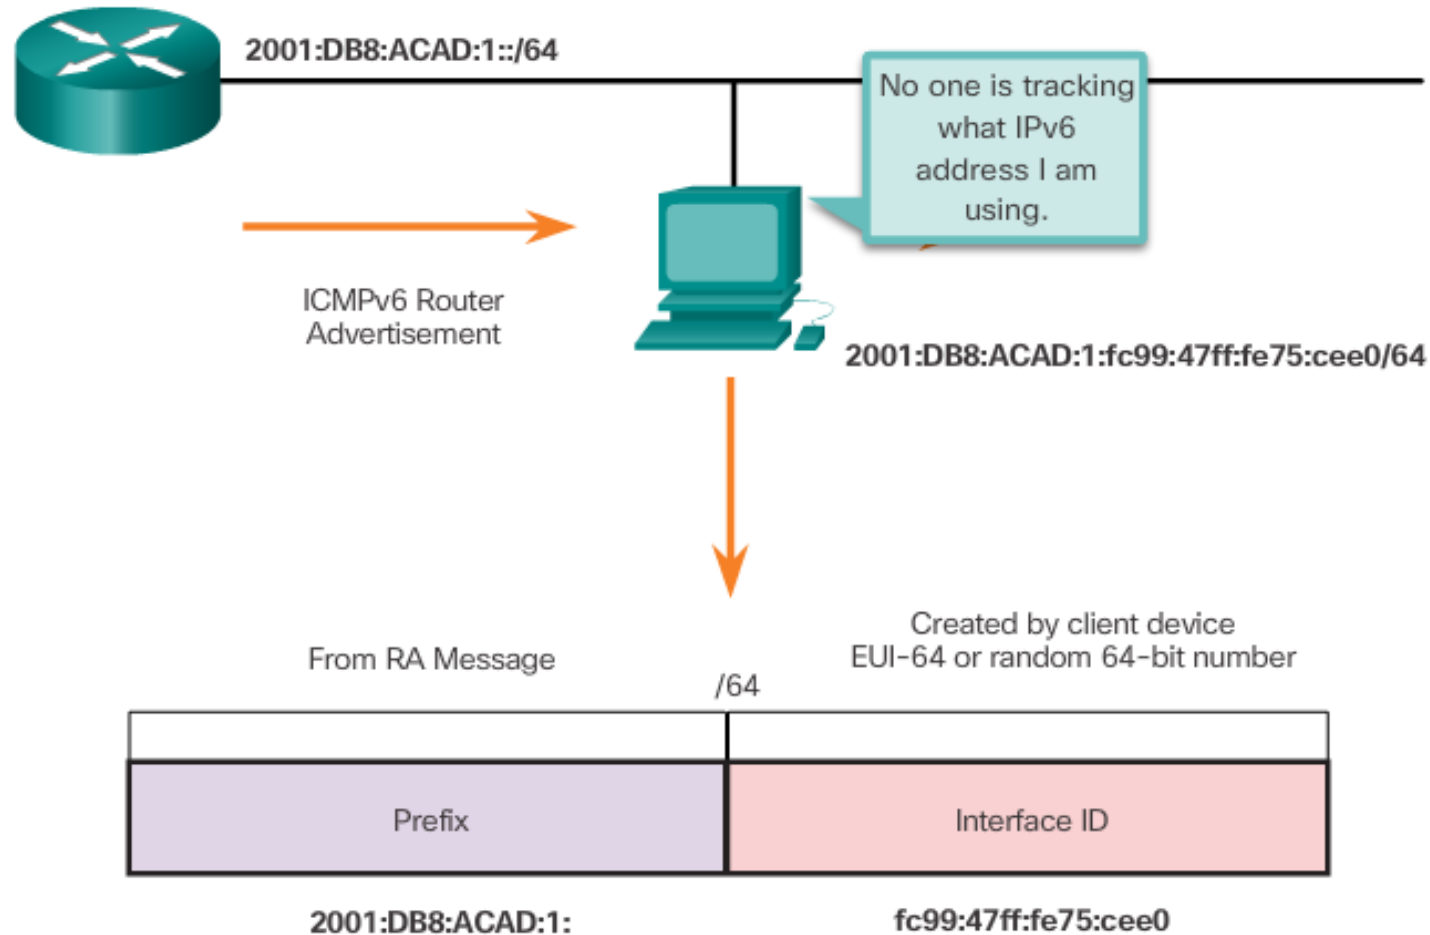 2001:DB8:ACAD:1::/64
No one is tracking
what IPv6
address I am
using.
ICMPv6 Router
Advertisement
2001:DB8:ACAD:1:fc99:47ff:fe75:cee0/64
From RA Message
/64
Created by client device
EUI-64 or random 64-bit number
Prefix
Interface ID
2001:DB8:ACAD:1:
fc99:47ff:fe75:cee0